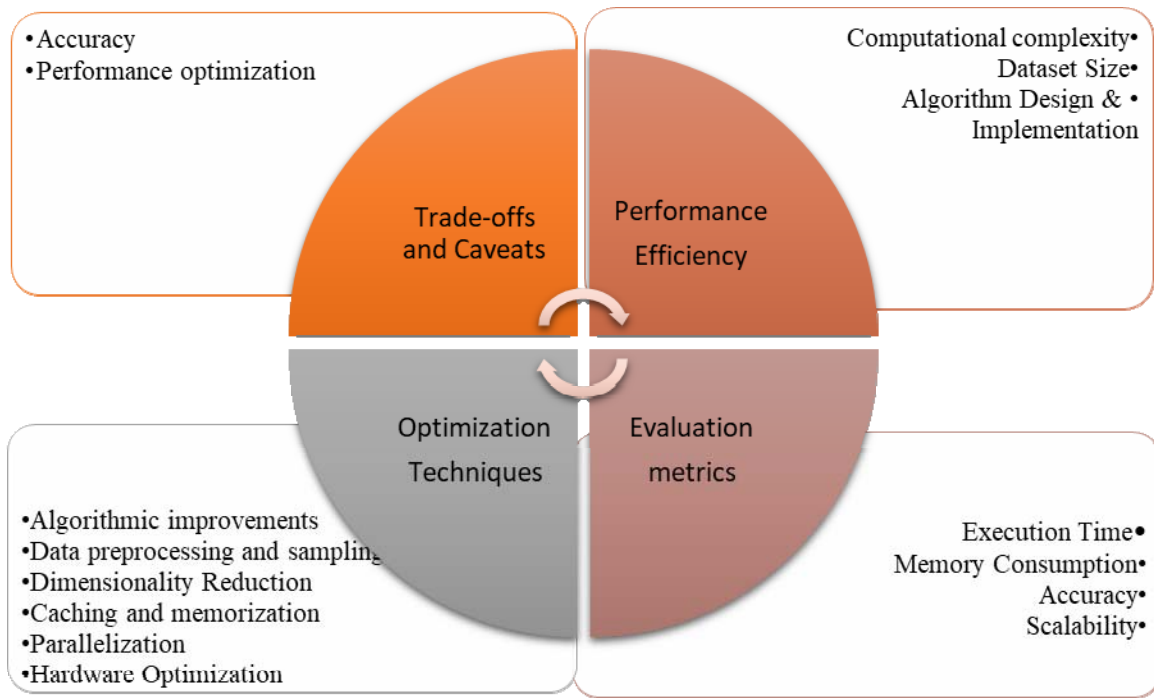 •Accuracy
•Performance optimization
Computational complexity•
Dataset Size•
Algorithm Design & •
Implementation
Trade-offs
and Caveats
Performance
Efficiency
Optimization
Techniques
Evaluation
metrics
•Algorithmic improvements
•Data preprocessing and sampling
•Dimensionality Reduction
•Caching and memorization
•Parallelization
•Hardware Optimization
Execution Time•
Memory Consumption•
Accuracy•
Scalability•